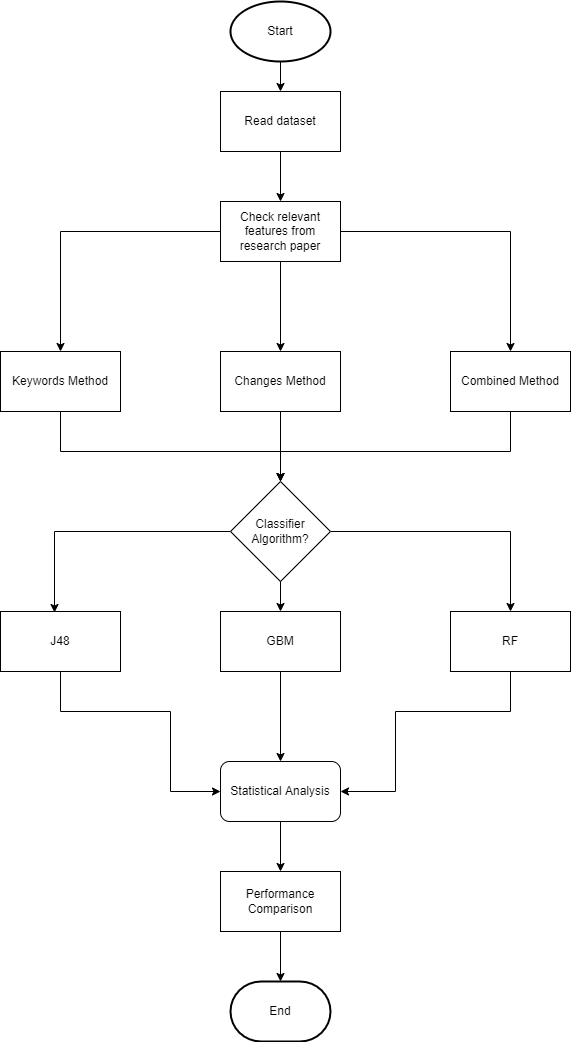 Start
Read dataset
Check relevant
features from
research paper
Keywords Method
Changes Method
Combined Method
Classifier
Algorithm?
J48
GBM
RF
Statistical Analysis
Performance
Comparison
End